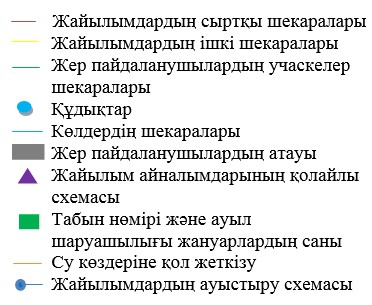 Жайылымдардың сыртқы шекаралары
Жайылымдардың ішкі шекаралары
Жер пайдаланушылардың учаскелер
шекаралары
Құдықтар
Көлдердің шекаралары
Жер пайдаланушылардың атауы
Жайылым айналымдарының қолайлы
схемасы
Табын нөмірі және ауыл
шаруашылығы жануарлардың саны
Су көздеріне қол жеткізу
Жайылымдардың ауыстыру схемасы